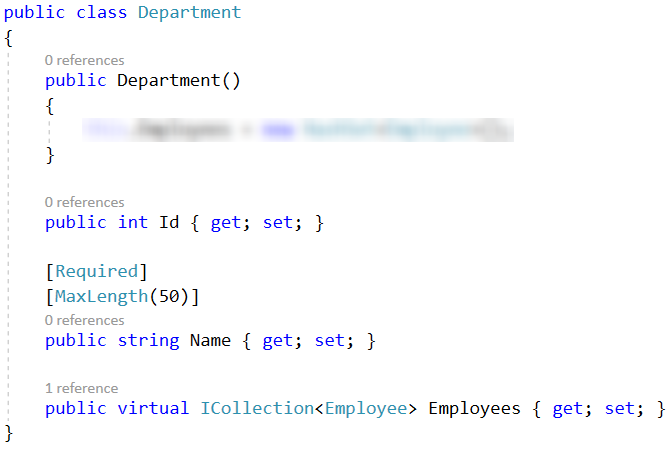 public class Department
{
0 references
public Department()
{
}
0 references
public int Id { get; set; }
[Required]
[MaxLength(50)]
0 references
public string Name { get; set; }
1 reference
public virtual ICollection<Employee> Employees { get; set; }
}